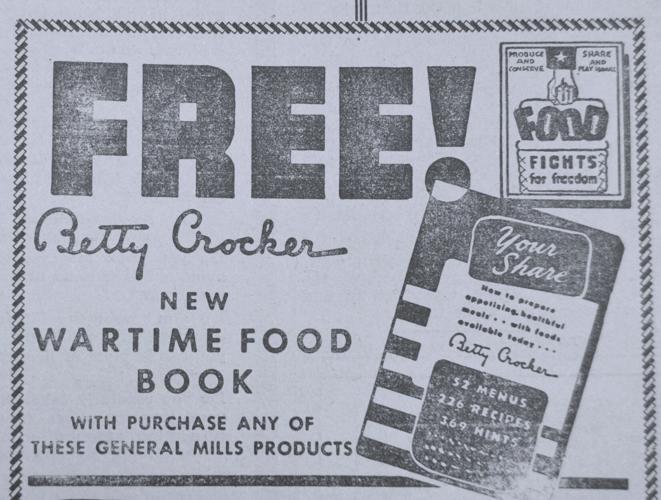 FREE!
PRODUCE AND CONSERVE
SHARE AND PLAY SQUARE
FOOD
FIGHTS
for freedom
Betty Crocker
NEW
WARTIME FOOD
BOOK
WITH PURCHASE ANY OF
THESE GENERAL MILLS PRODUCTS
Your
Share
How to prepare
appetizing, healthful
meals . . with foods
available today . . .
Betty Crocker
52 MENUS
226 RECIPES
369 HINTS